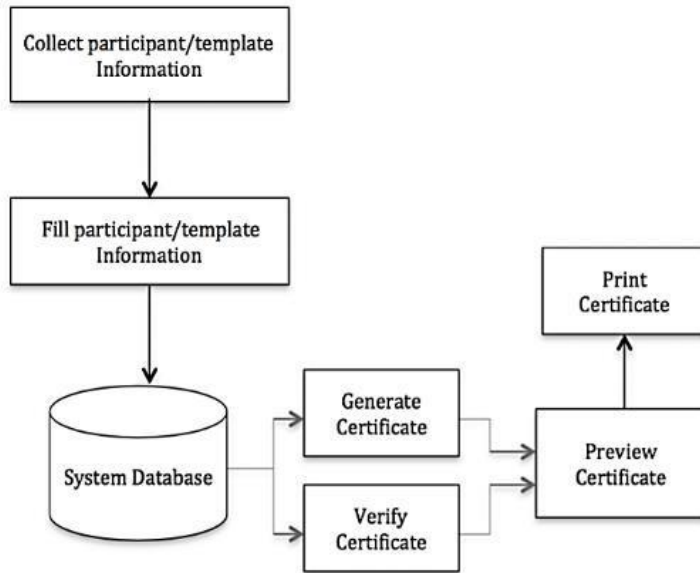 Collect participant/template
Information
Fill participant/template
Information
Print
Certificate
Generate
Certificate
System Database
Preview
Certificate
Verify
Certificate